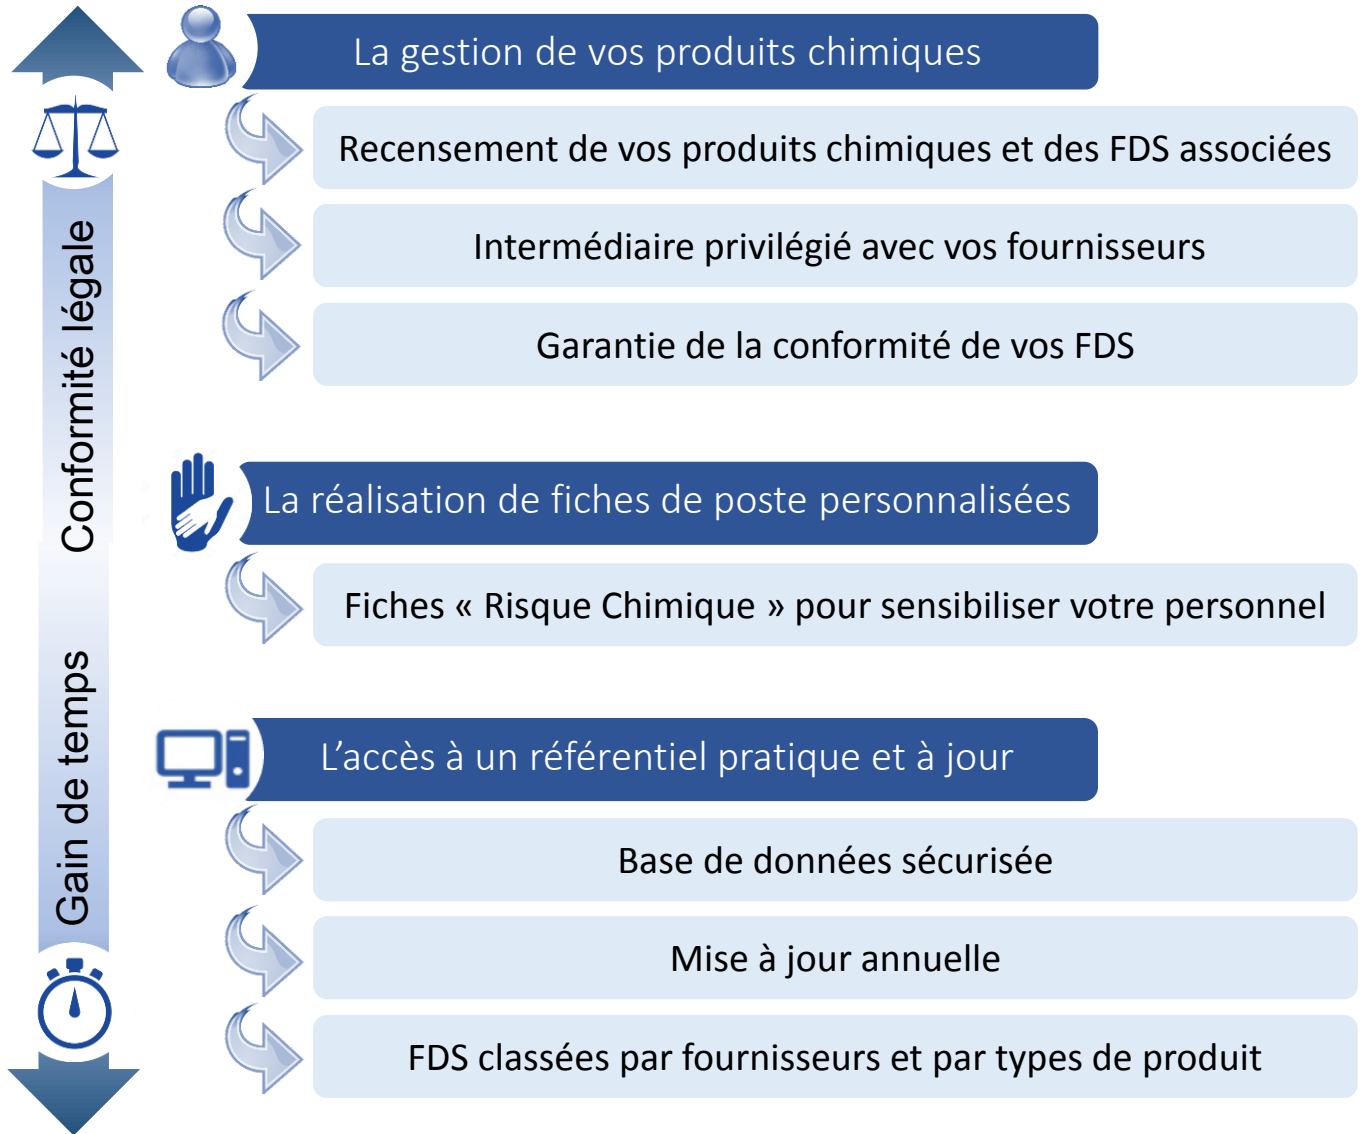 La gestion de vos produits chimiques
Recensement de vos produits chimiques et des FDS associées
Intermédiaire privilégié avec vos fournisseurs
Garantie de la conformité de vos FDS
Conformité légale
La réalisation de fiches de poste personnalisées
Fiches « Risque Chimique » pour sensibiliser votre personnel
Gain de temps
L’accès à un référentiel pratique et à jour
Base de données sécurisée
Mise à jour annuelle
FDS classées par fournisseurs et par types de produit